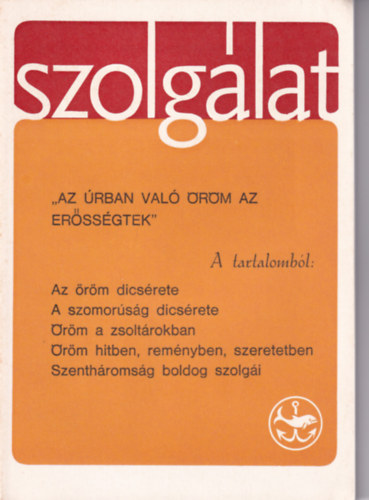 szolgálat
„AZ ÚRBAN VALÓ ÖRÖM AZ
ERŐSSÉGTEK"
A tartalomból:
Az öröm dicsérete
A szomorúság dicsérete
Öröm a zsoltárokban
Öröm hitben, reményben, szeretetben
Szentháromság boldog szolgái